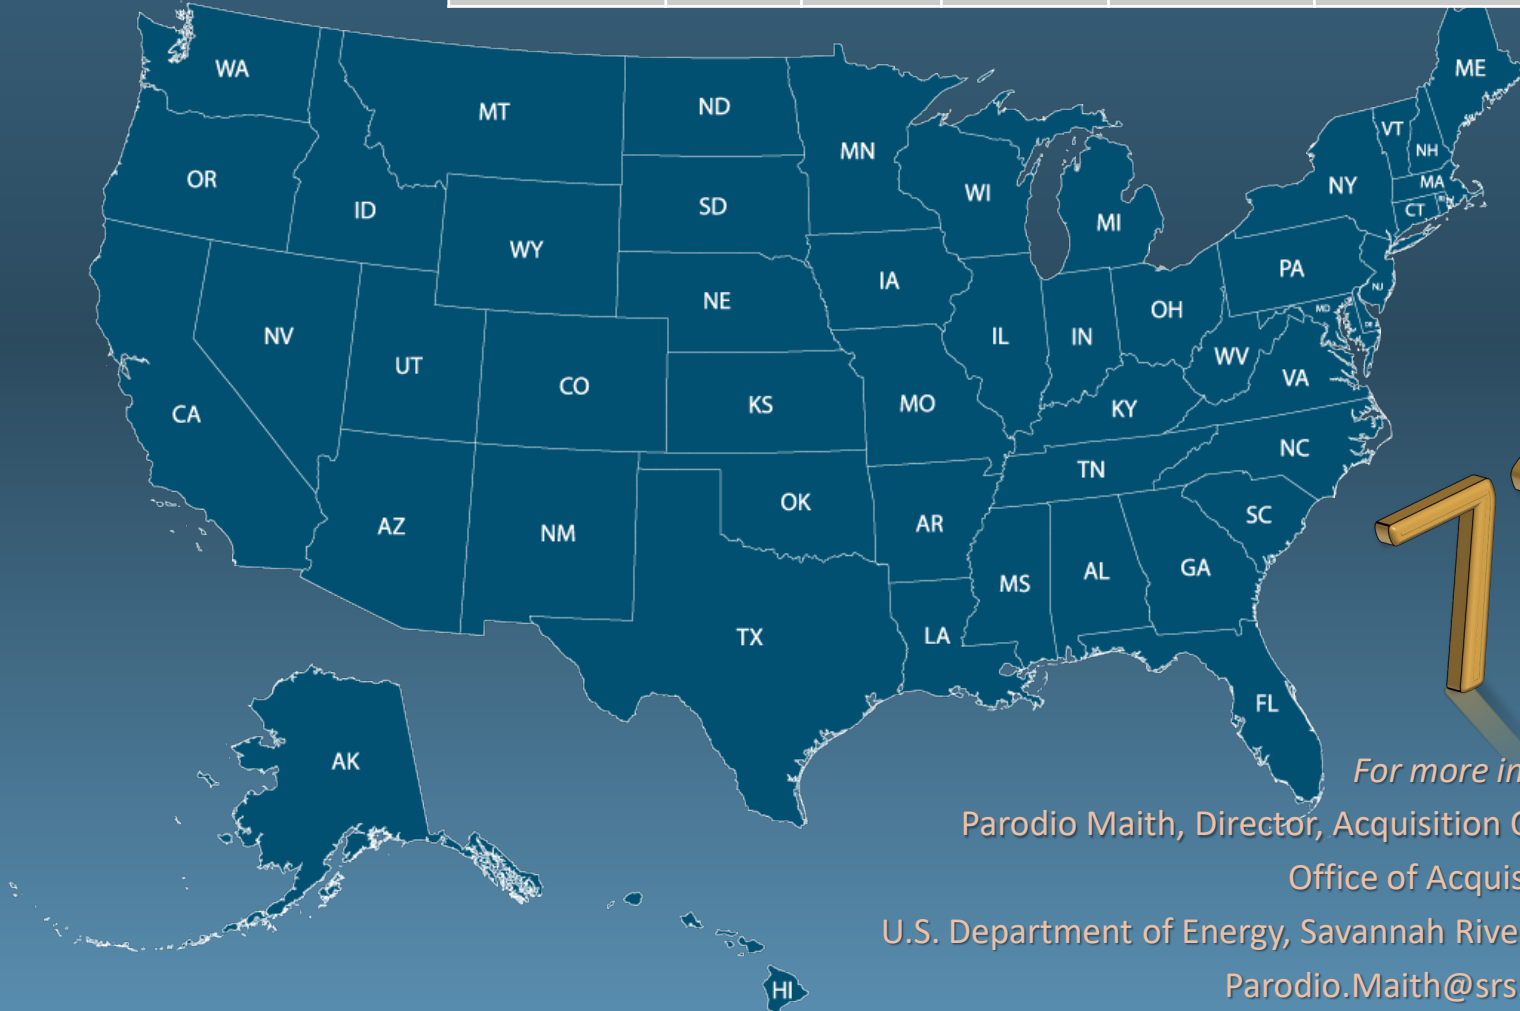 WA
MT
ND
MN
ME
VT
NH
OR
ID
SD
WI
MI
NY
MA
CT
WY
IA
PA
NE
NJ
OH
MD
NV
UT
CO
IL
IN
WV
VA
DE
CA
KS
MO
KY
NC
TN
OK
SC
AZ
NM
AR
GA
AL
MS
TX
LA
FL
AK
HI
For more in
Parodio Maith, Director, Acquisition
Office of Acquis
U.S. Department of Energy, Savannah Rive
Parodio.Maith@srs